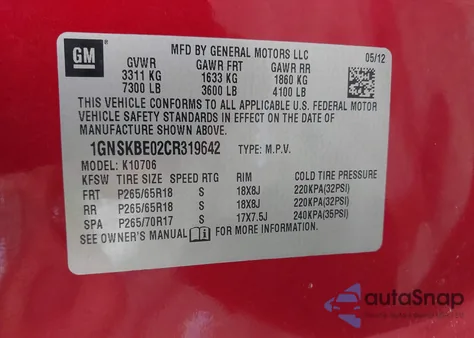 GM
MFD BY GENERAL MOTORS LLC
05/12
GVWR GAWR FRT GAWR RR
3311 KG 1633 KG 1860 KG
7300 LB 3600 LB 4100 LB
THIS VEHICLE CONFORMS TO ALL APPLICABLE U.S. FEDERAL MOTOR
VEHICLE SAFETY STANDARDS IN EFFECT ON THE DATE OF
MANUFACTURE SHOWN ABOVE.
1GNSKBE02CR319642 TYPE: M.P.V.
MODEL: K10706
KFSW TIRE SIZE SPEED RTG RIM COLD TIRE PRESSURE
FRT P265/65R18 S 18X8J 220KPA(32PSI)
RR P265/65R18 S 18X8J 220KPA(32PSI)
SPA P265/70R17 S 17X7.5J 240KPA(35PSI)
SEE OWNER'S MANUAL FOR MORE INFORMATION.
autoSnap